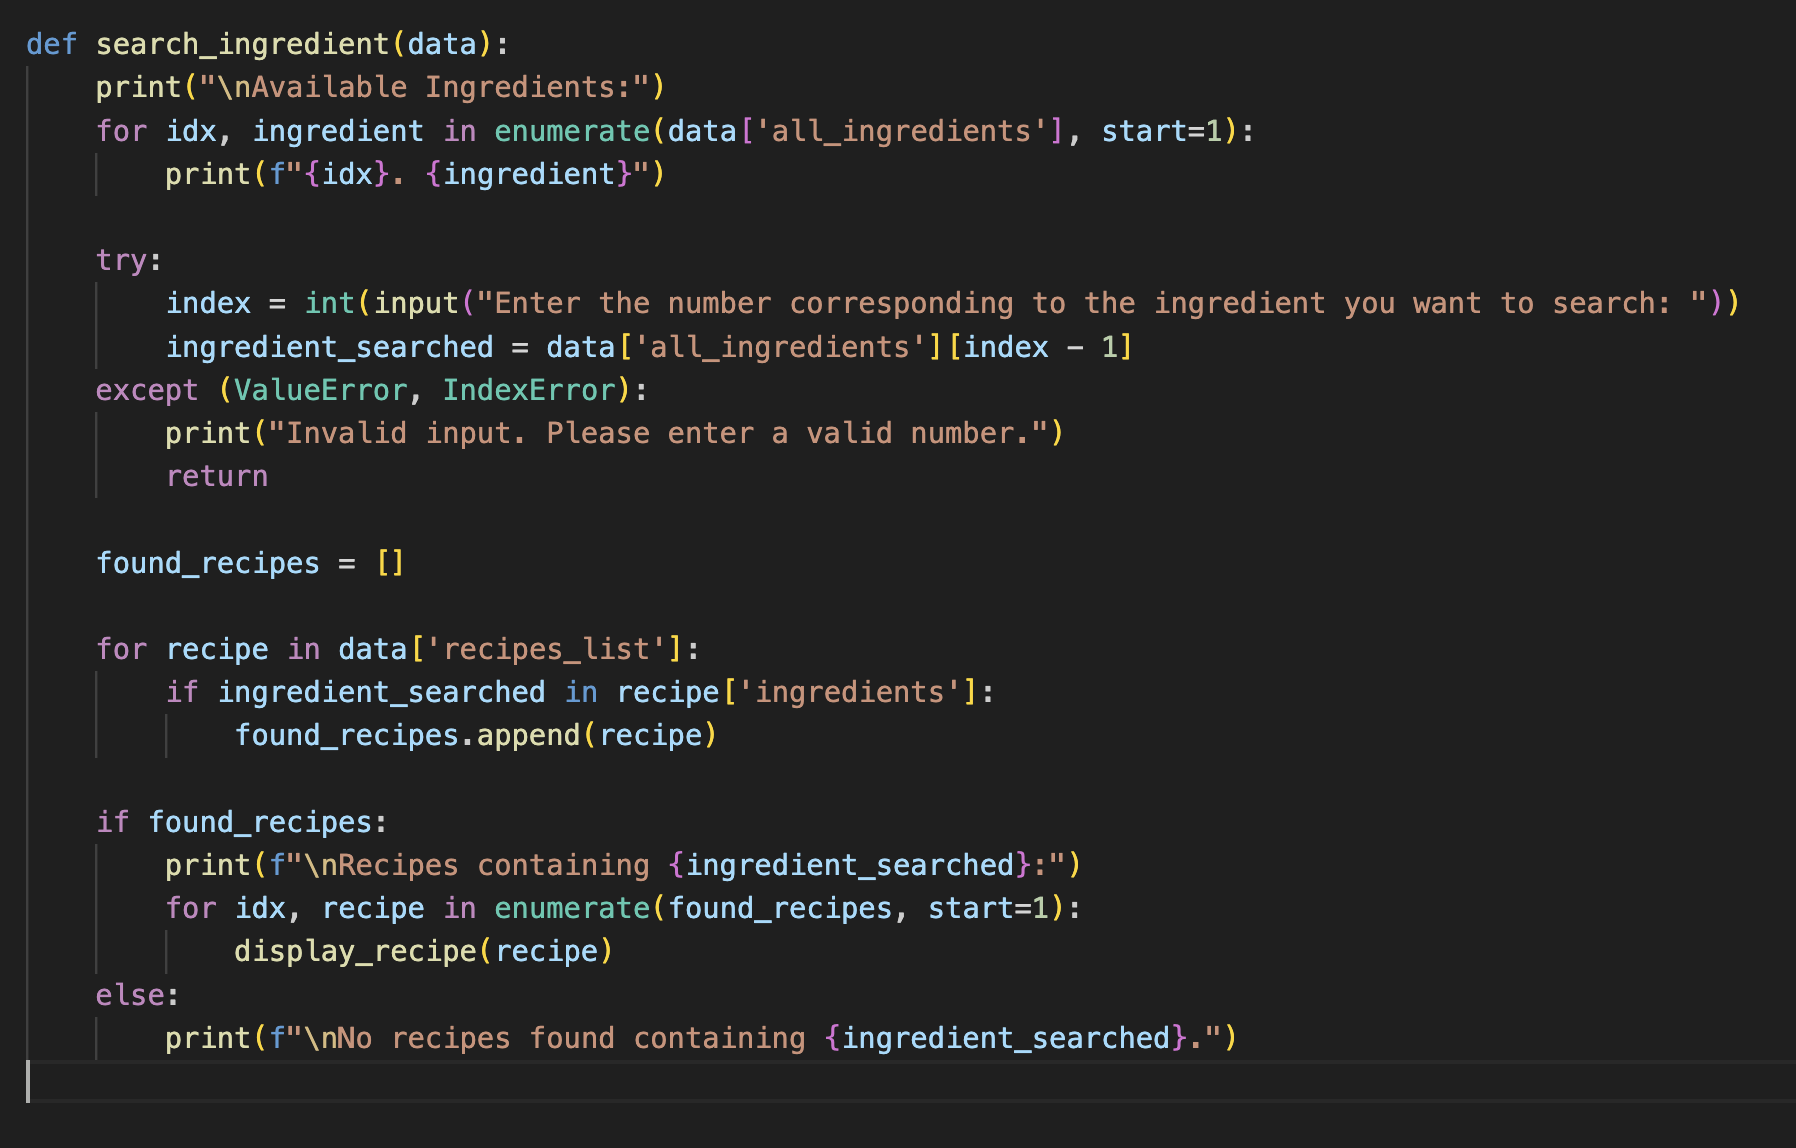 def search_ingredient(data):
    print("\nAvailable Ingredients:")
    for idx, ingredient in enumerate(data['all_ingredients'], start=1):
        print(f"{idx}. {ingredient}")

    try:
        index = int(input("Enter the number corresponding to the ingredient you want to search: "))
        ingredient_searched = data['all_ingredients'][index - 1]
    except (ValueError, IndexError):
        print("Invalid input. Please enter a valid number.")
        return

    found_recipes = []

    for recipe in data['recipes_list']:
        if ingredient_searched in recipe['ingredients']:
            found_recipes.append(recipe)

    if found_recipes:
        print(f"\nRecipes containing {ingredient_searched}:")
        for idx, recipe in enumerate(found_recipes, start=1):
            display_recipe(recipe)
    else:
        print(f"\nNo recipes found containing {ingredient_searched}.")